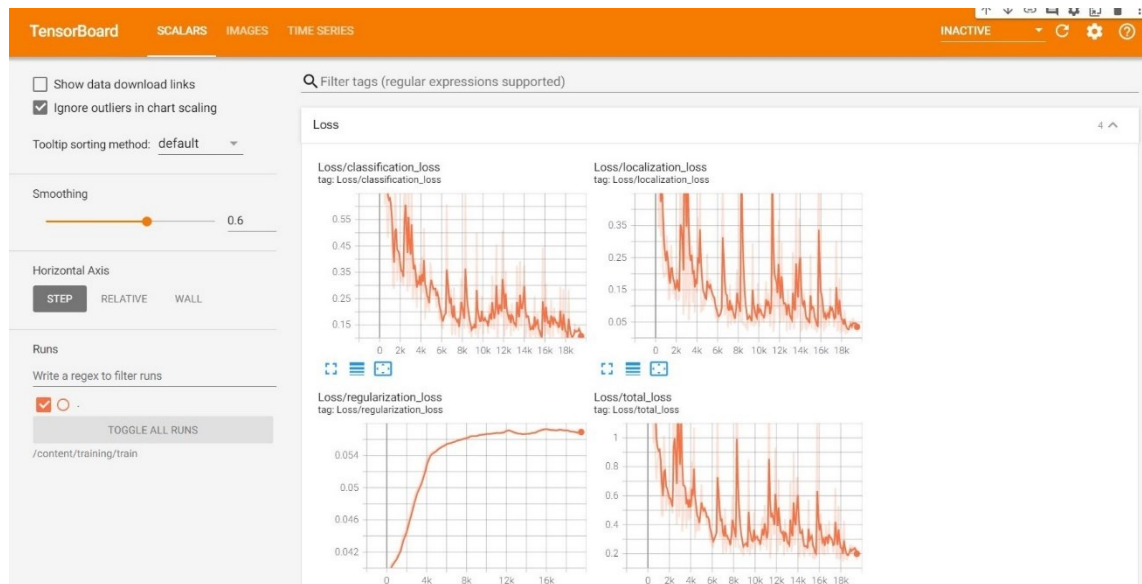 TensorBoard SCALARS IMAGES TIME SERIES INACTIVE
Show data download links
Ignore outliers in chart scaling
Tooltip sorting method: default
Smoothing
0.6
Horizontal Axis
STEP RELATIVE WALL
Runs
Write a regex to filter runs
.
TOGGLE ALL RUNS
/content/training/train
Filter tags (regular expressions supported)
Loss 4
Loss/classification_loss
tag: Loss/classification_loss
0.55
0.45
0.35
0.25
0.15
0 2k 4k 6k 8k 10k 12k 14k 16k 18k
Loss/localization_loss
tag: Loss/localization_loss
0.35
0.25
0.15
0.05
0 2k 4k 6k 8k 10k 12k 14k 16k 18k
Loss/regularization_loss
tag: Loss/regularization_loss
0.054
0.05
0.046
0.042
0 4k 8k 12k 16k
Loss/total_loss
tag: Loss/total_loss
1
0.8
0.6
0.4
0.2
0 2k 4k 6k 8k 10k 12k 14k 16k 18k